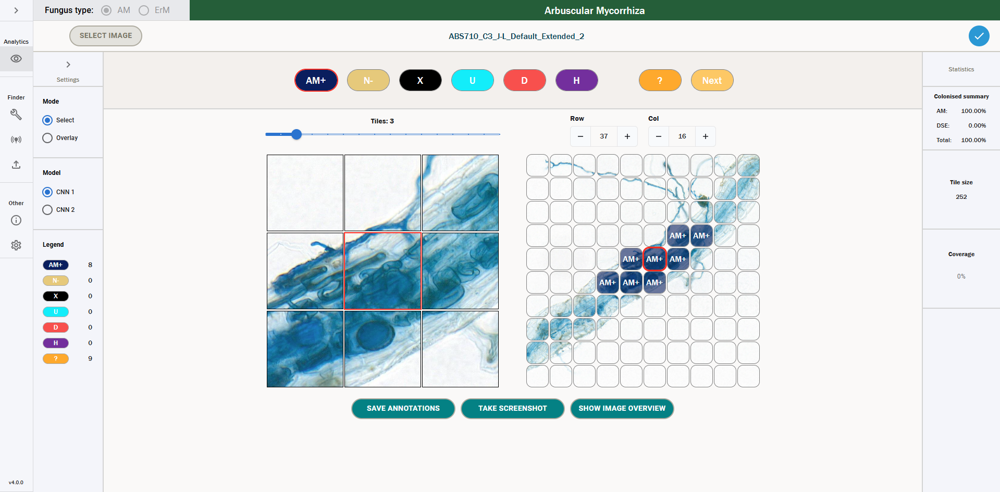 Fungus type: AM ErM
Arbuscular Mycorrhiza
SELECT IMAGE
ABS710_C3_J-L_Default_Extended_2
Analytics
Finder
Other
v4.0.0
Settings
Mode
Select
Overlay
Model
CNN 1
CNN 2
Legend
AM+ 8
N- 0
X 0
U 0
D 0
H 0
? 9
AM+ N- X U D H ? Next
Tiles: 3
Row Col
− 37 + − 16 +
AM+ AM+
AM+ AM+ AM+
AM+ AM+ AM+
SAVE ANNOTATIONS TAKE SCREENSHOT SHOW IMAGE OVERVIEW
Statistics
Colonised summary
AM: 100.00%
DSE: 0.00%
Total: 100.00%
Tile size
252
Coverage
0%